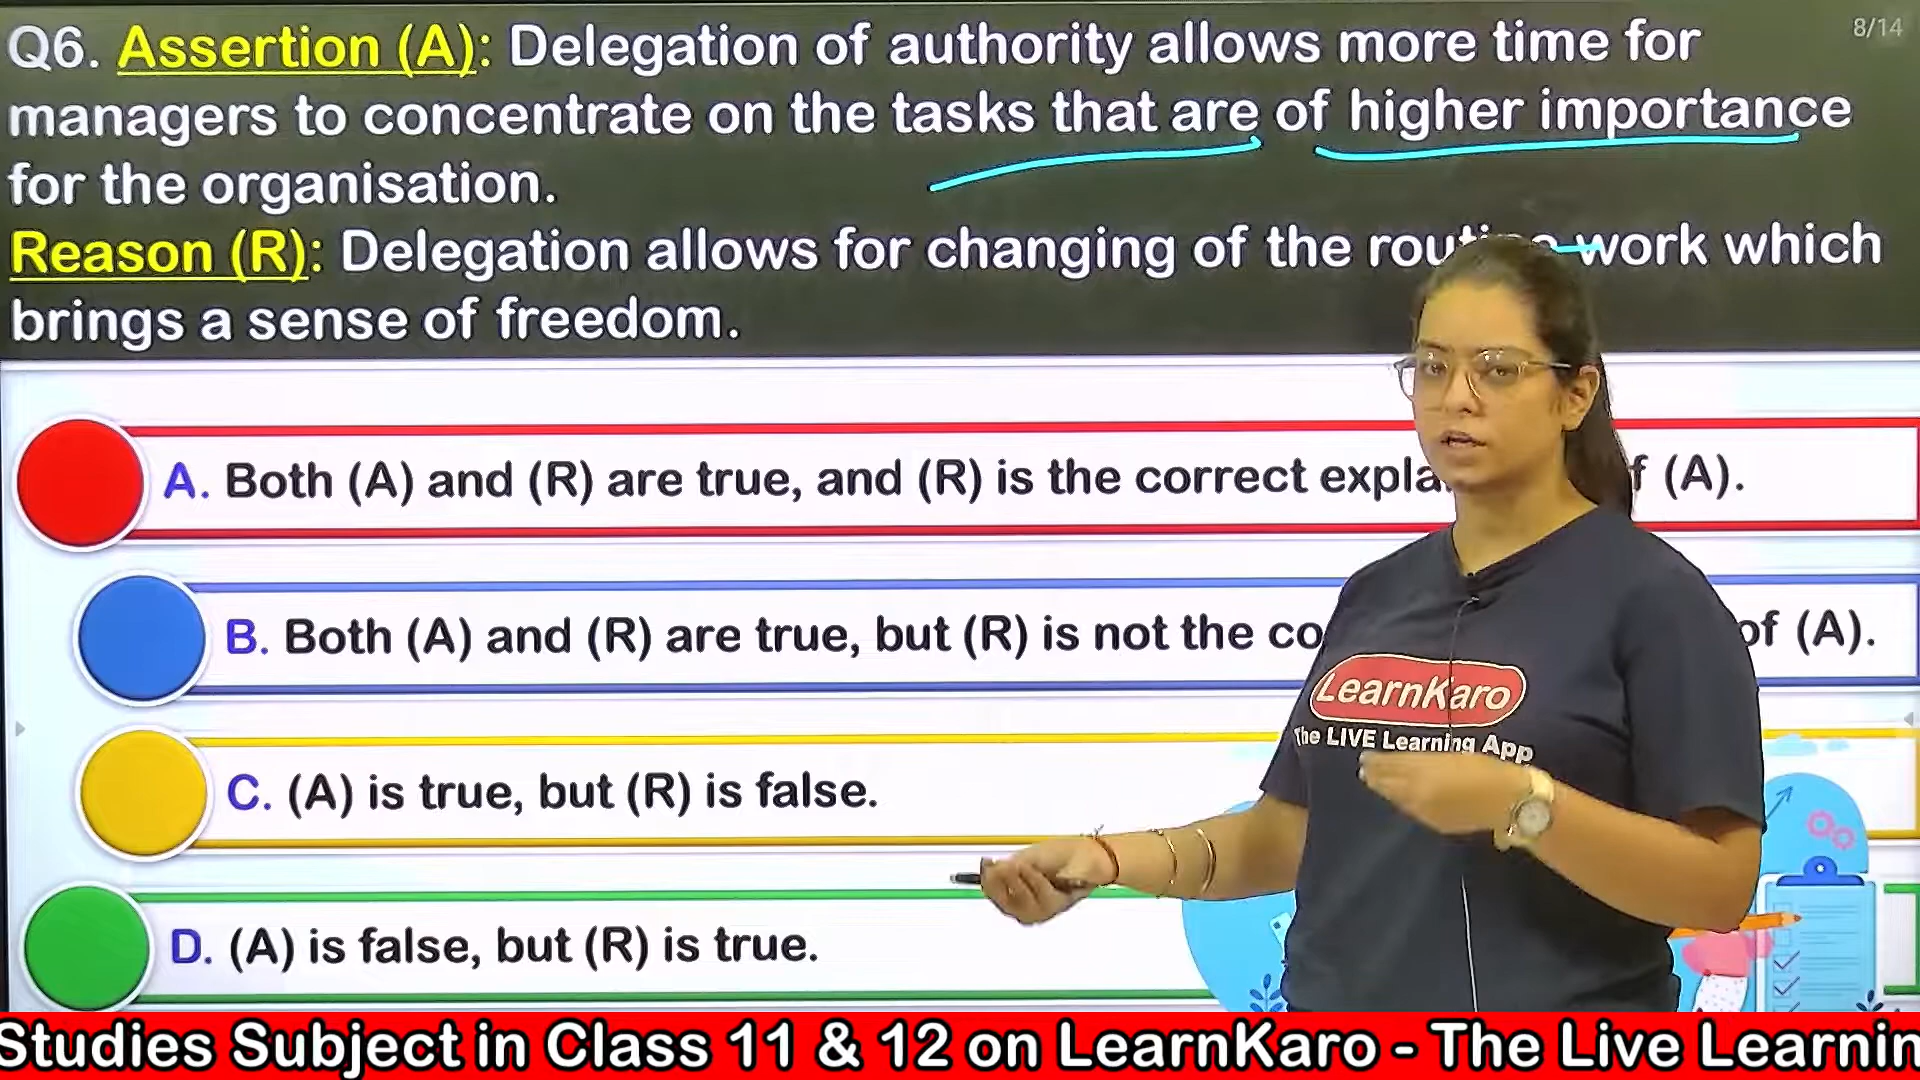 Q6. Assertion (A): Delegation of authority allows more time for
8/14
managers to concentrate on the tasks that are of higher importance
for the organisation.
Reason (R): Delegation allows for changing of the work which
brings a sense of freedom.
A. Both (A) and (R) are true, and (R) is the correct (A).
B. Both (A) and (R) are true, but (R) is not the of (A).
LearnKaro
The LIVE Learning App
C. (A) is true, but (R) is false.
D. (A) is false, but (R) is true.
Studies Subject in Class 11 & 12 on LearnKaro - The Live Learnin